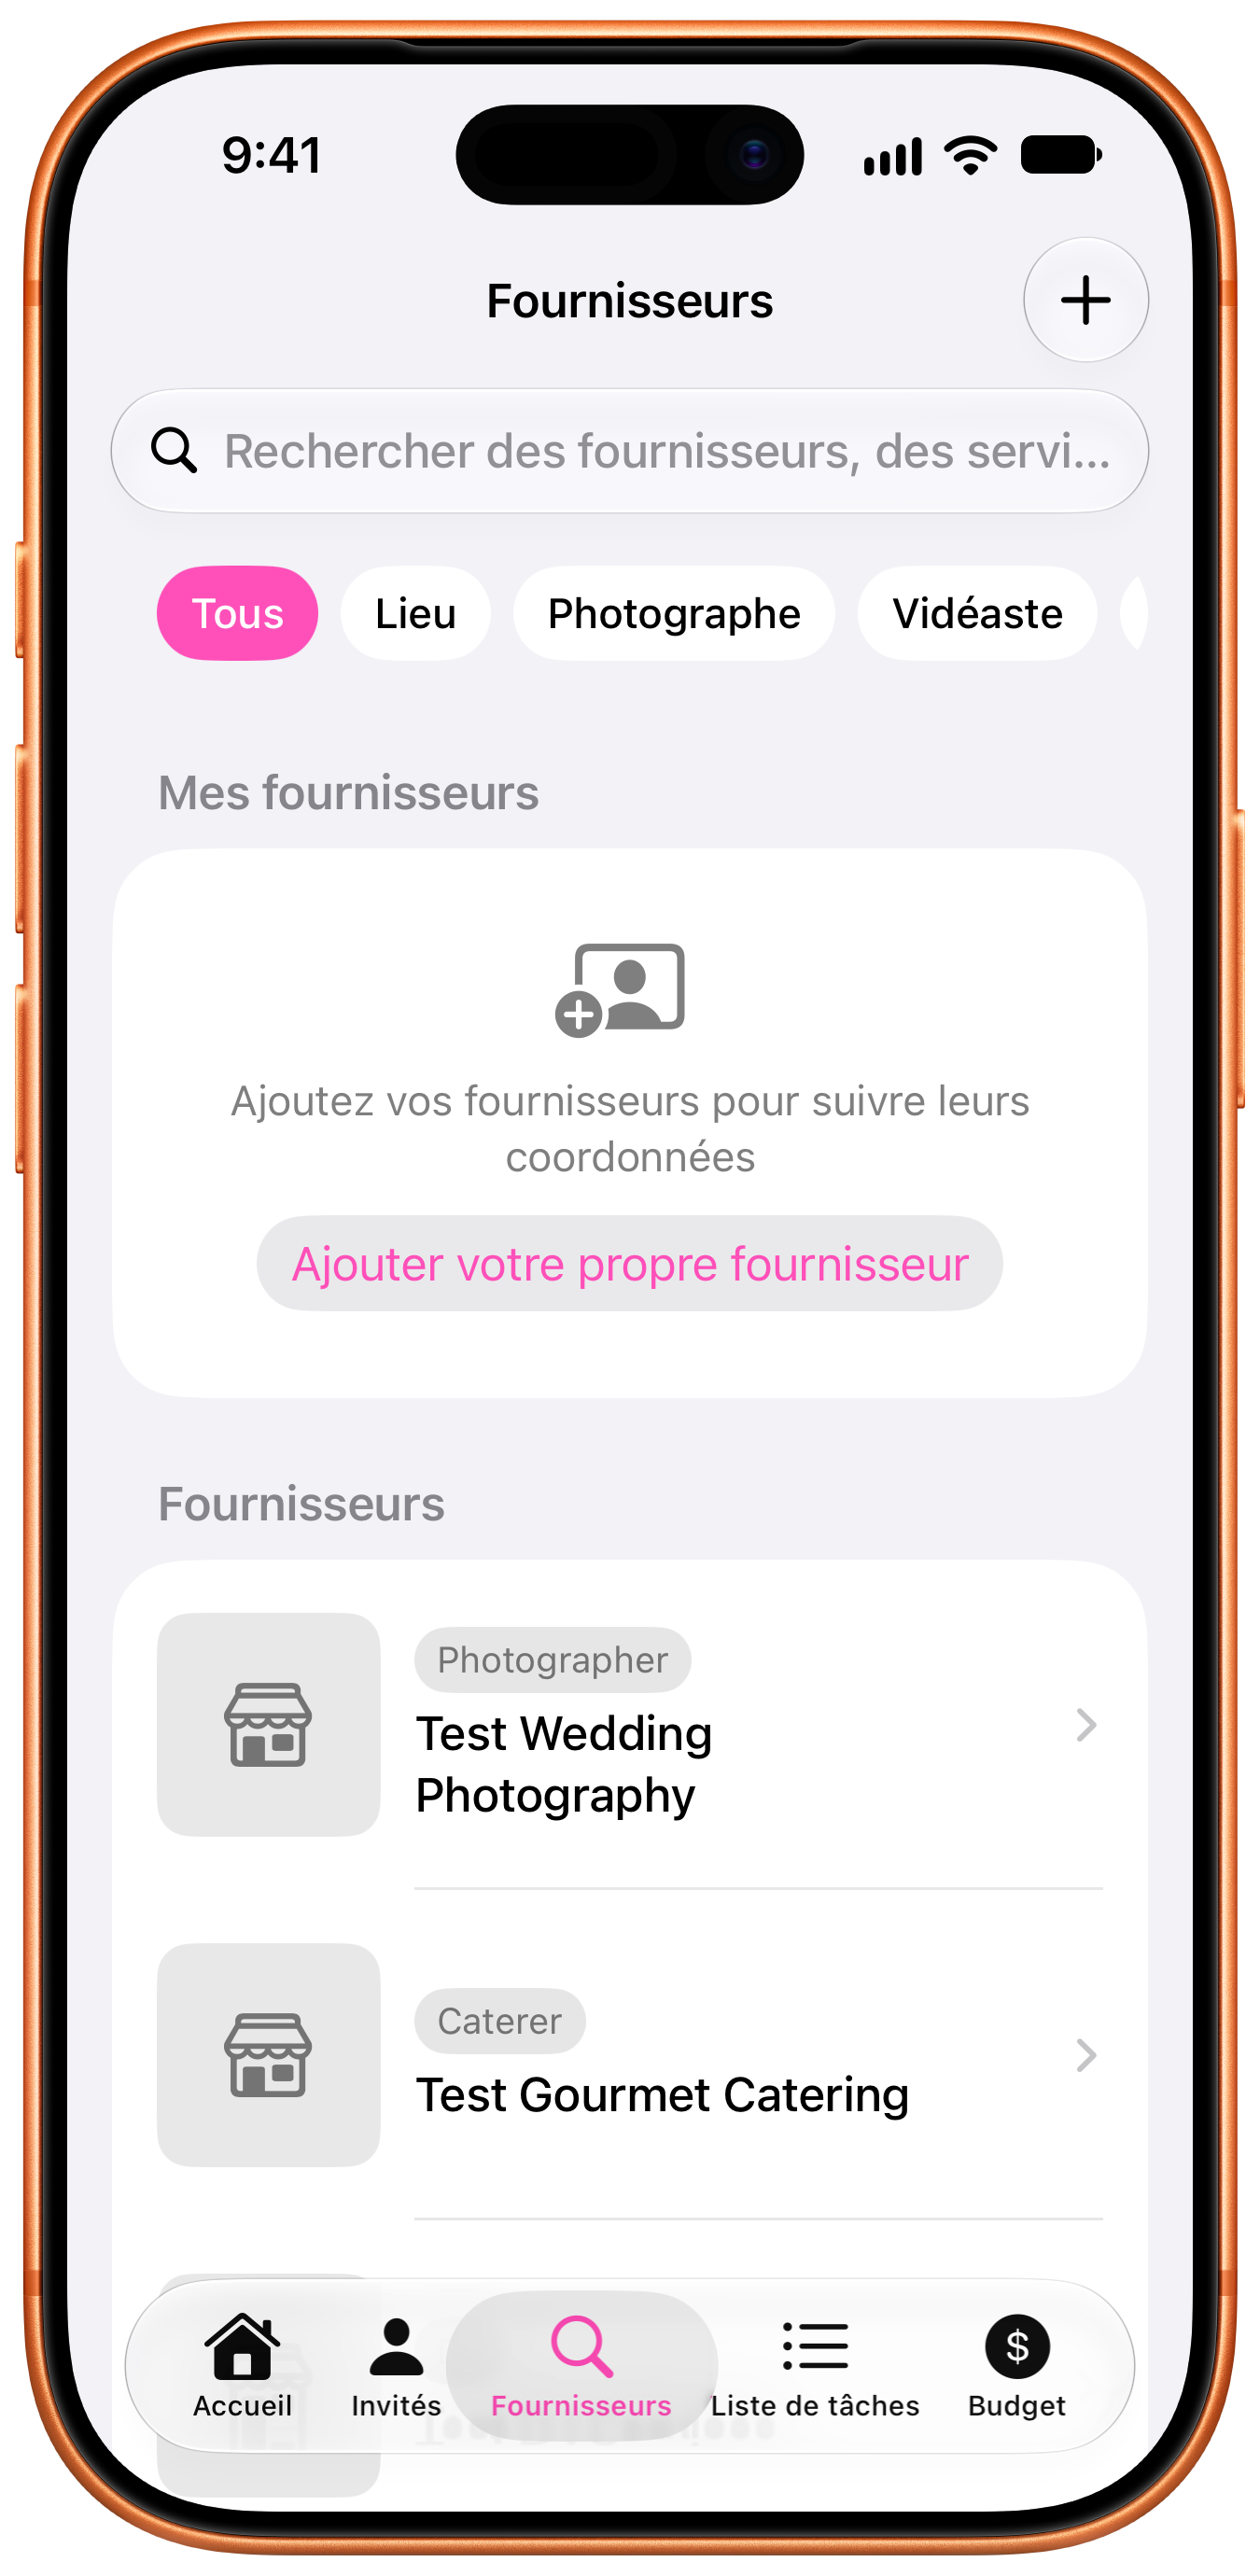 9:41
Fournisseurs
Rechercher des fournisseurs, des servi...
Tous
Lieu
Photographe
Vidéaste
Mes fournisseurs
Ajoutez vos fournisseurs pour suivre leurs
coordonnées
Ajouter votre propre fournisseur
Fournisseurs
Photographer
Test Wedding
Photography
Caterer
Test Gourmet Catering
Accueil
Invités
Fournisseurs
Liste de tâches
Budget